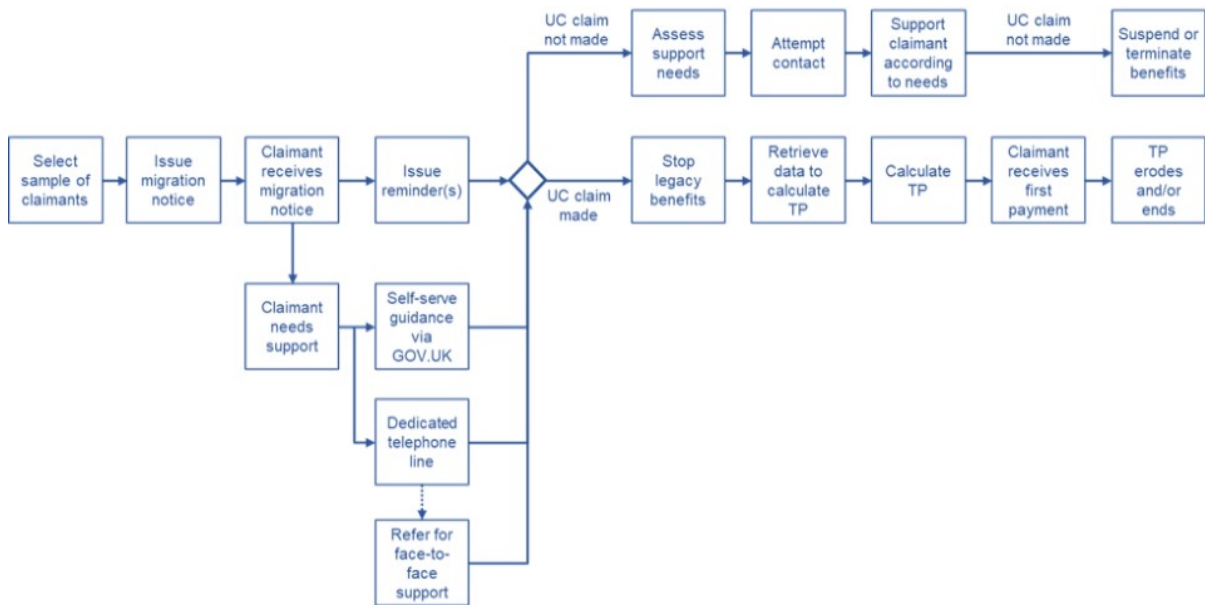 UC claim
not made
Assess
support
needs
Attempt
contact
Support
claimant
according
to needs
UC claim
not made
Suspend or
terminate
benefits
Select
sample of
claimants
Issue
migration
notice
Claimant
receives
migration
notice
Issue
reminder(s)
UC claim
made
Stop
legacy
benefits
Retrieve
data to
calculate
TP
Calculate
TP
Claimant
receives
first
payment
TP
erodes
and/or
ends
Claimant
needs
support
Self-serve
guidance
via
GOV.UK
Dedicated
telephone
line
Refer for
face-to-
face
support